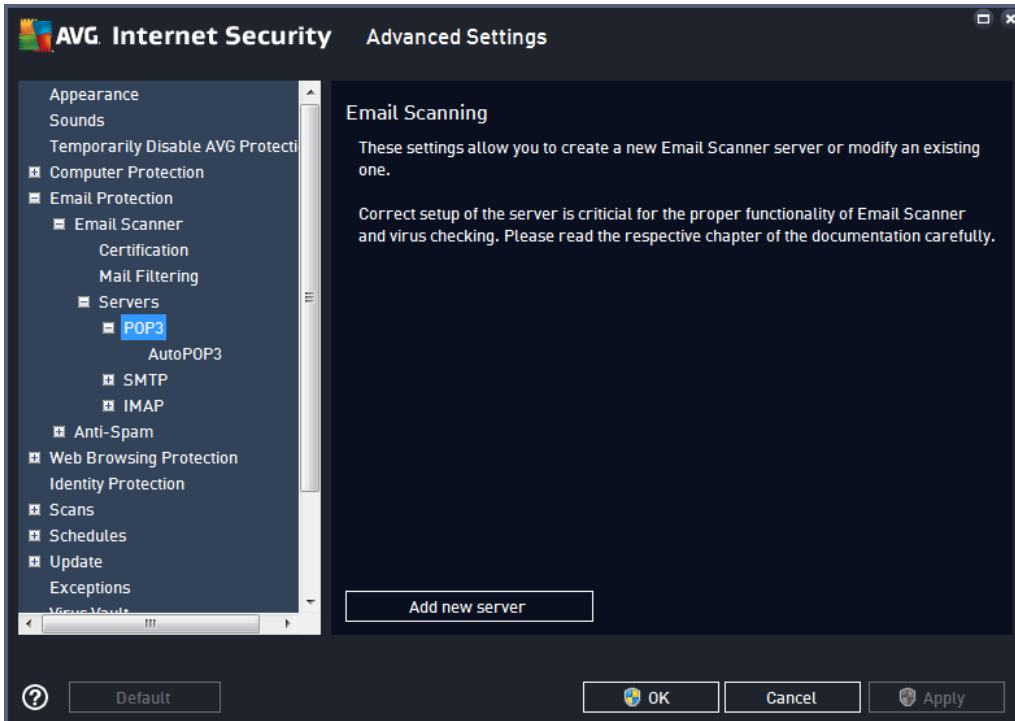 AVG Internet Security Advanced Settings
Appearance
Sounds
Temporarily Disable AVG Protecti
Computer Protection
Email Protection
Email Scanner
Certification
Mail Filtering
Servers
POP3
AutoPOP3
SMTP
IMAP
Anti-Spam
Web Browsing Protection
Identity Protection
Scans
Schedules
Update
Exceptions
Virus Vault
Email Scanning
These settings allow you to create a new Email Scanner server or modify an existing
one.
Correct setup of the server is criticial for the proper functionality of Email Scanner
and virus checking. Please read the respective chapter of the documentation carefully.
Add new server
? Default OK Cancel Apply